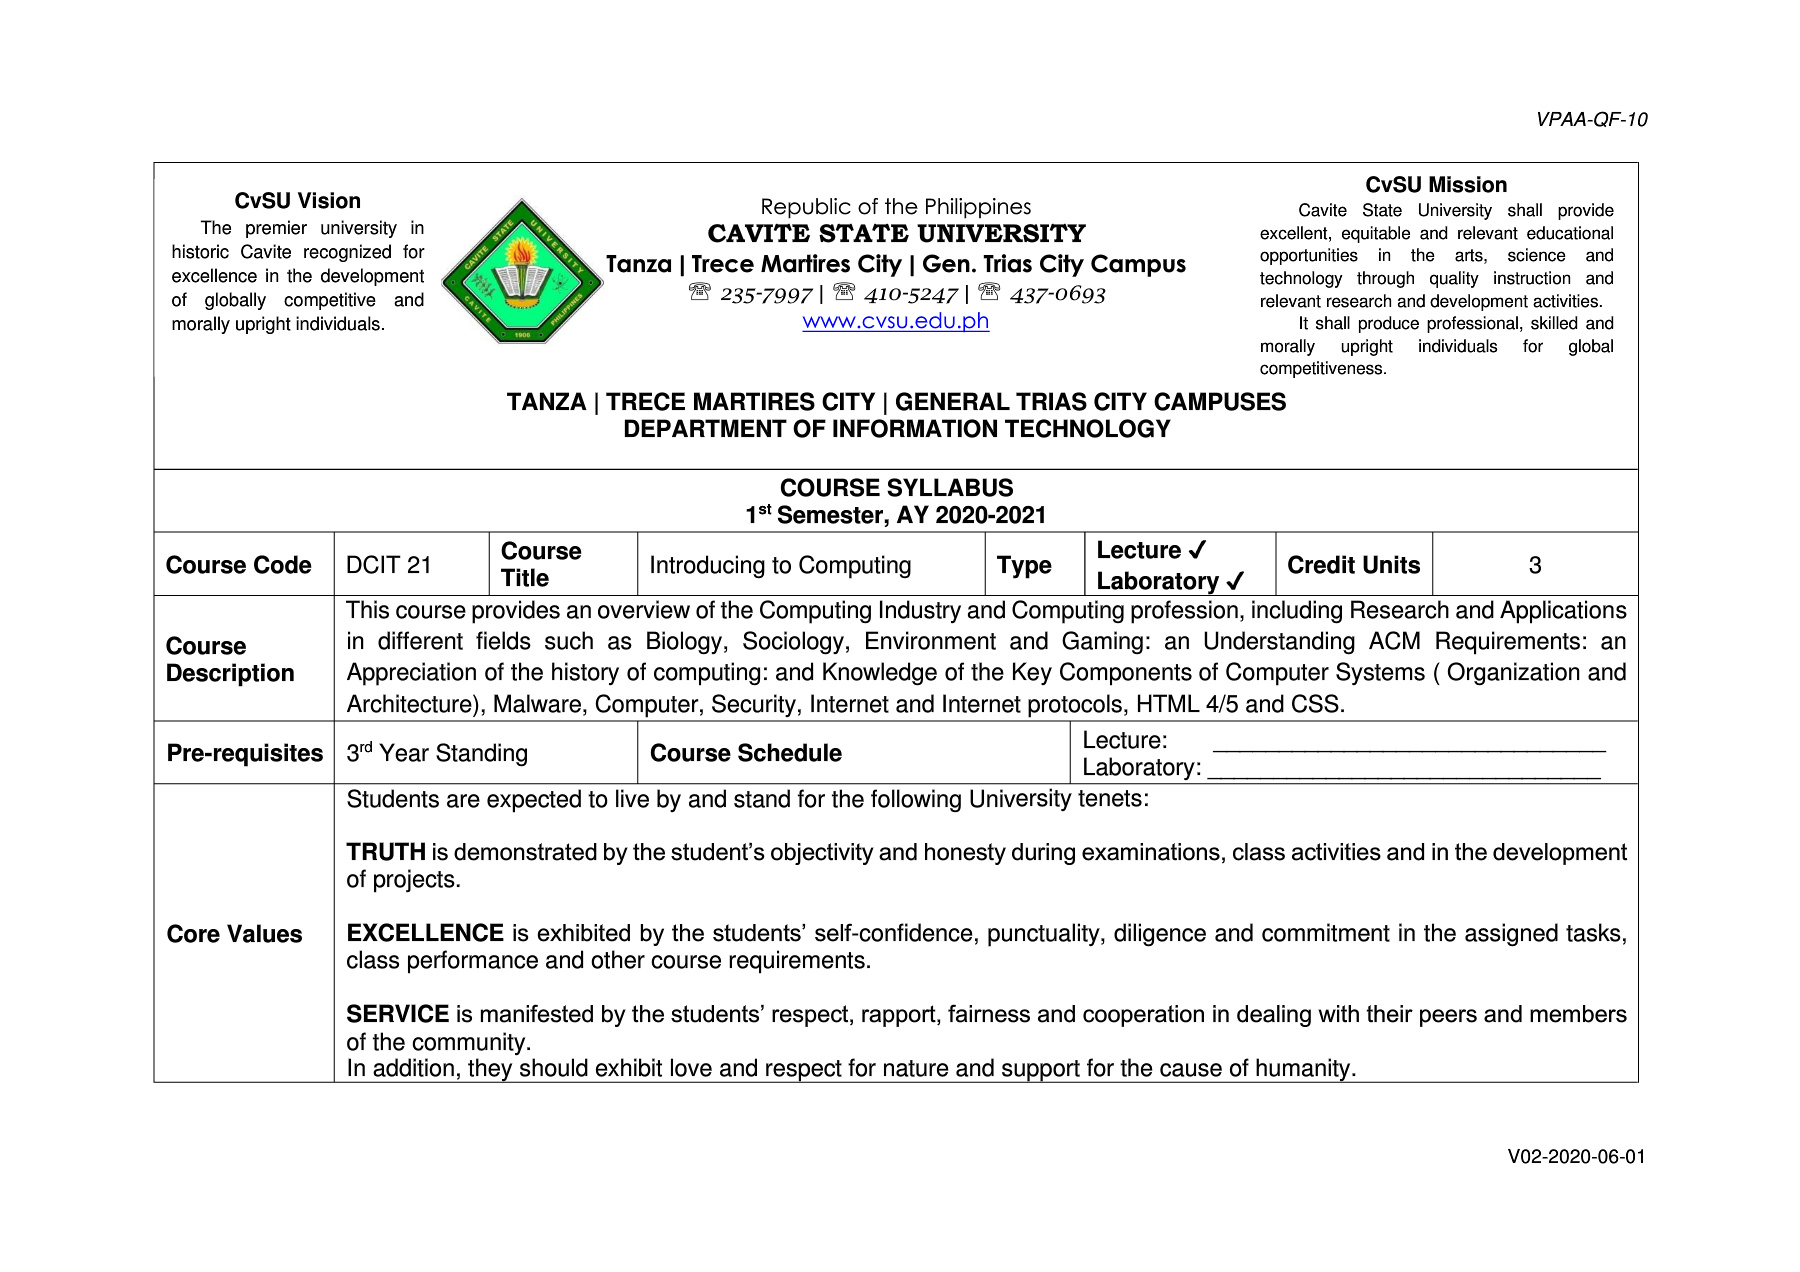 VPAA-QF-10
CvSU Vision
The premier university in
historic Cavite recognized for
excellence in the development
of globally competitive and
morally upright individuals.
CAVITE STATE UNIVERSITY
CAVITE
PHILIPPINES
1906
Republic of the Philippines
CAVITE STATE UNIVERSITY
Tanza | Trece Martires City | Gen. Trias City Campus
☏ 235-7997 | ☏ 410-5247 | ☏ 437-0693
www.cvsu.edu.ph
CvSU Mission
Cavite State University shall provide
excellent, equitable and relevant educational
opportunities in the arts, science and
technology through quality instruction and
relevant research and development activities.
It shall produce professional, skilled and
morally upright individuals for global
competitiveness.
TANZA | TRECE MARTIRES CITY | GENERAL TRIAS CITY CAMPUSES
DEPARTMENT OF INFORMATION TECHNOLOGY
COURSE SYLLABUS
1st Semester, AY 2020-2021
Course Code
DCIT 21
Course
Title
Introducing to Computing
Type
Lecture ✓
Laboratory ✓
Credit Units
3
Course
Description
This course provides an overview of the Computing Industry and Computing profession, including Research and Applications
in different fields such as Biology, Sociology, Environment and Gaming: an Understanding ACM Requirements: an
Appreciation of the history of computing: and Knowledge of the Key Components of Computer Systems ( Organization and
Architecture), Malware, Computer, Security, Internet and Internet protocols, HTML 4/5 and CSS.
Pre-requisites
3rd Year Standing
Course Schedule
Lecture: ______________________________
Laboratory: ______________________________
Core Values
Students are expected to live by and stand for the following University tenets:
TRUTH is demonstrated by the student’s objectivity and honesty during examinations, class activities and in the development
of projects.
EXCELLENCE is exhibited by the students’ self-confidence, punctuality, diligence and commitment in the assigned tasks,
class performance and other course requirements.
SERVICE is manifested by the students’ respect, rapport, fairness and cooperation in dealing with their peers and members
of the community.
In addition, they should exhibit love and respect for nature and support for the cause of humanity.
V02-2020-06-01